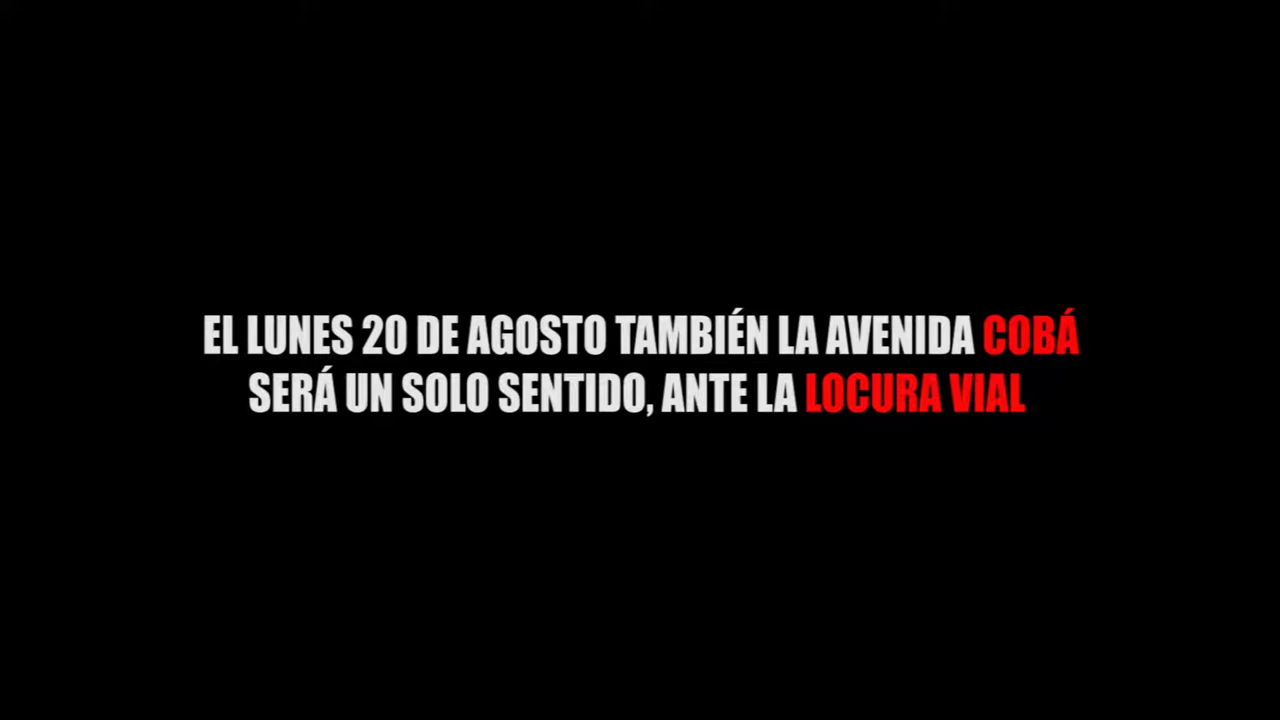 EL LUNES 20 DE AGOSTO TAMBIÉN LA AVENIDA COBÁ
SERÁ UN SOLO SENTIDO, ANTE LA LOCURA VIAL